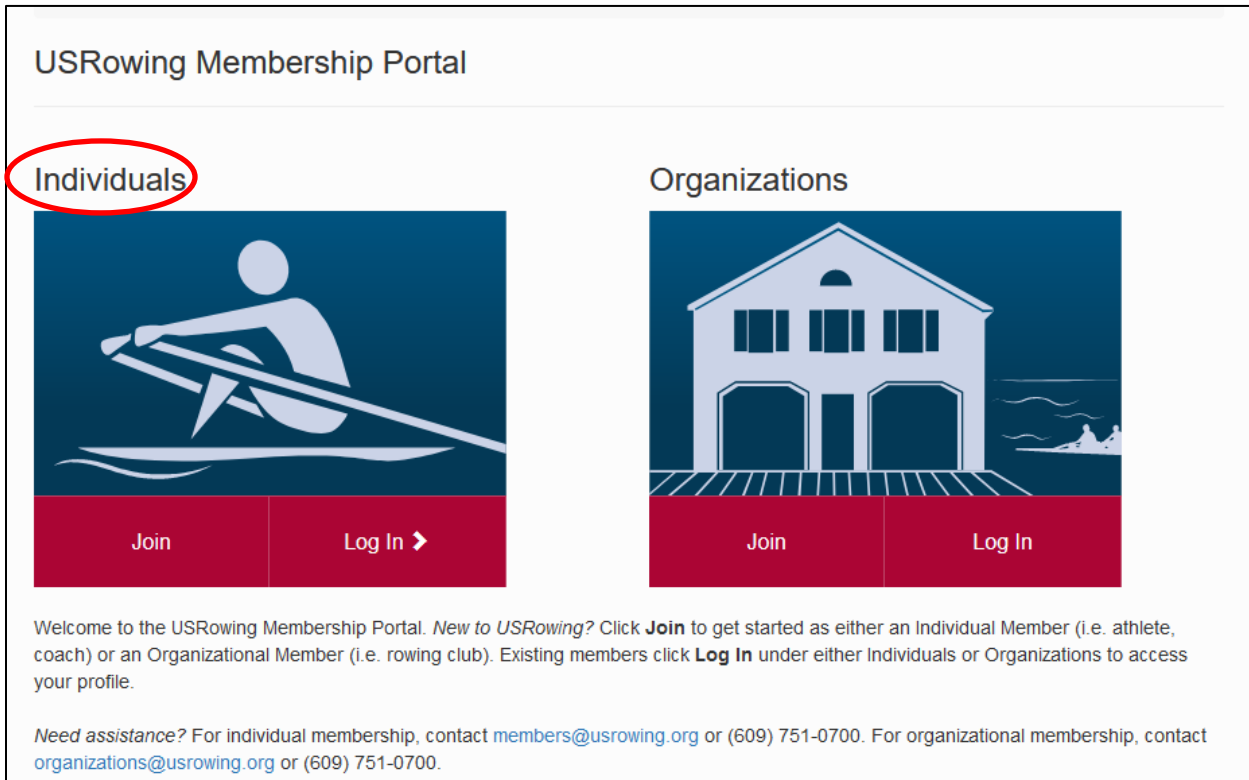 USRowing Membership Portal
Individuals
Organizations
Join
Log In
Join
Log In
Welcome to the USRowing Membership Portal. New to USRowing? Click Join to get started as either an Individual Member (i.e. athlete,
coach) or an Organizational Member (i.e. rowing club). Existing members click Log In under either Individuals or Organizations to access
your profile.
Need assistance? For individual membership, contact members@usrowing.org or (609) 751-0700. For organizational membership, contact
organizations@usrowing.org or (609) 751-0700.